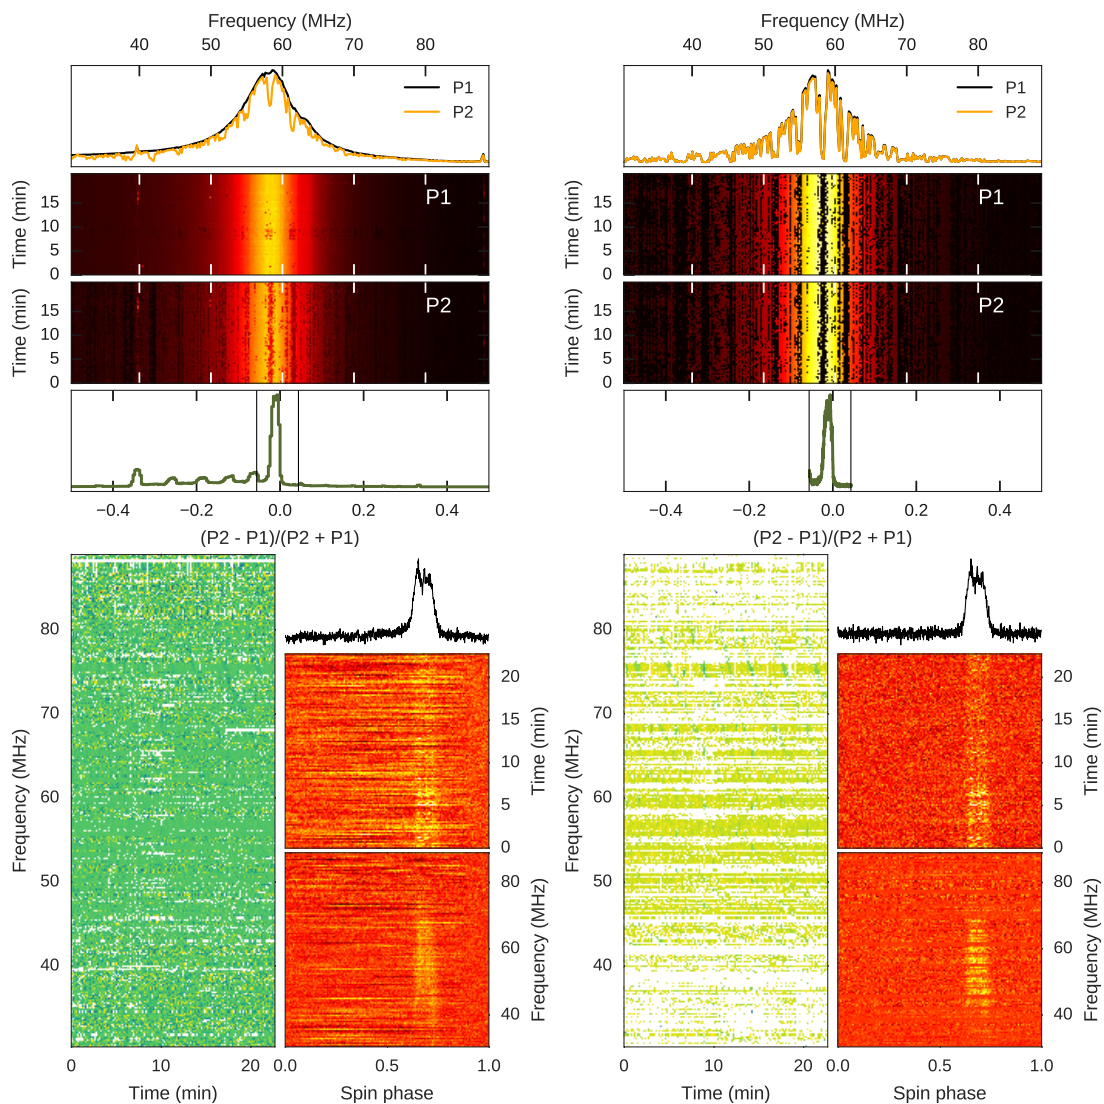 Frequency (MHz) Frequency (MHz)
40 50 60 70 80 40 50 60 70 80
P1 P1
P2 P2
Time (min) 15 10 5 0 P1 Time (min) 15 10 5 0 P1
Time (min) 15 10 5 0 P2 Time (min) 15 10 5 0 P2
−0.4 −0.2 0.0 0.2 0.4 −0.4 −0.2 0.0 0.2 0.4
(P2 - P1)/(P2 + P1) (P2 - P1)/(P2 + P1)
Frequency (MHz) 80 70 60 50 40 Frequency (MHz) 80 70 60 50 40
20 15 10 5 0 Time (min) 20 15 10 5 0 Time (min)
80 60 40 Frequency (MHz) 80 60 40 Frequency (MHz)
0 10 20 0.0 0.5 1.0 0 10 20 0.0 0.5 1.0
Time (min) Spin phase Time (min) Spin phase